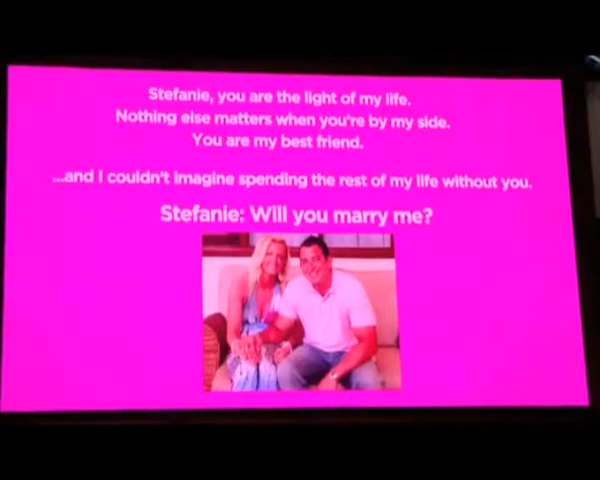 Stefanie, you are the light of my life.
Nothing else matters when you're by my side.
You are my best friend.
...and I couldn't imagine spending the rest of my life without you.
Stefanie: Will you marry me?